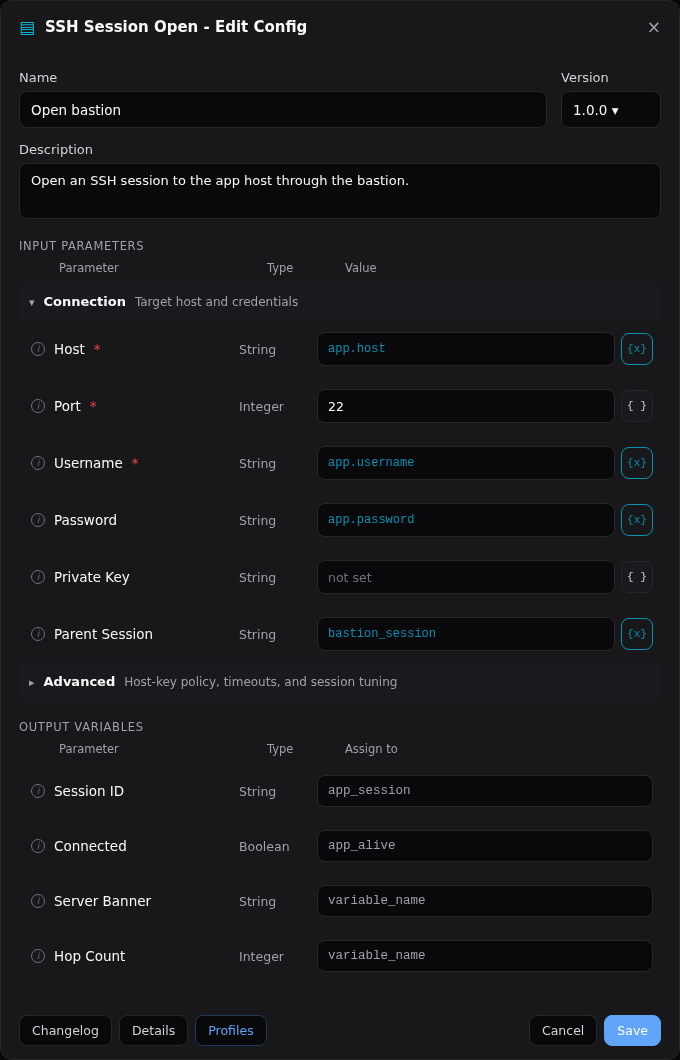 SSH Session Open - Edit Config ×
Name Version
Open bastion 1.0.0 ▾
Description
Open an SSH session to the app host through the bastion.
INPUT PARAMETERS
Parameter Type Value
▾ Connection Target host and credentials
i Host * String app.host {x}
i Port * Integer 22 { }
i Username * String app.username {x}
i Password String app.password {x}
i Private Key String not set { }
i Parent Session String bastion_session {x}
▸ Advanced Host-key policy, timeouts, and session tuning
OUTPUT VARIABLES
Parameter Type Assign to
i Session ID String app_session
i Connected Boolean app_alive
i Server Banner String variable_name
i Hop Count Integer variable_name
Changelog Details Profiles Cancel Save